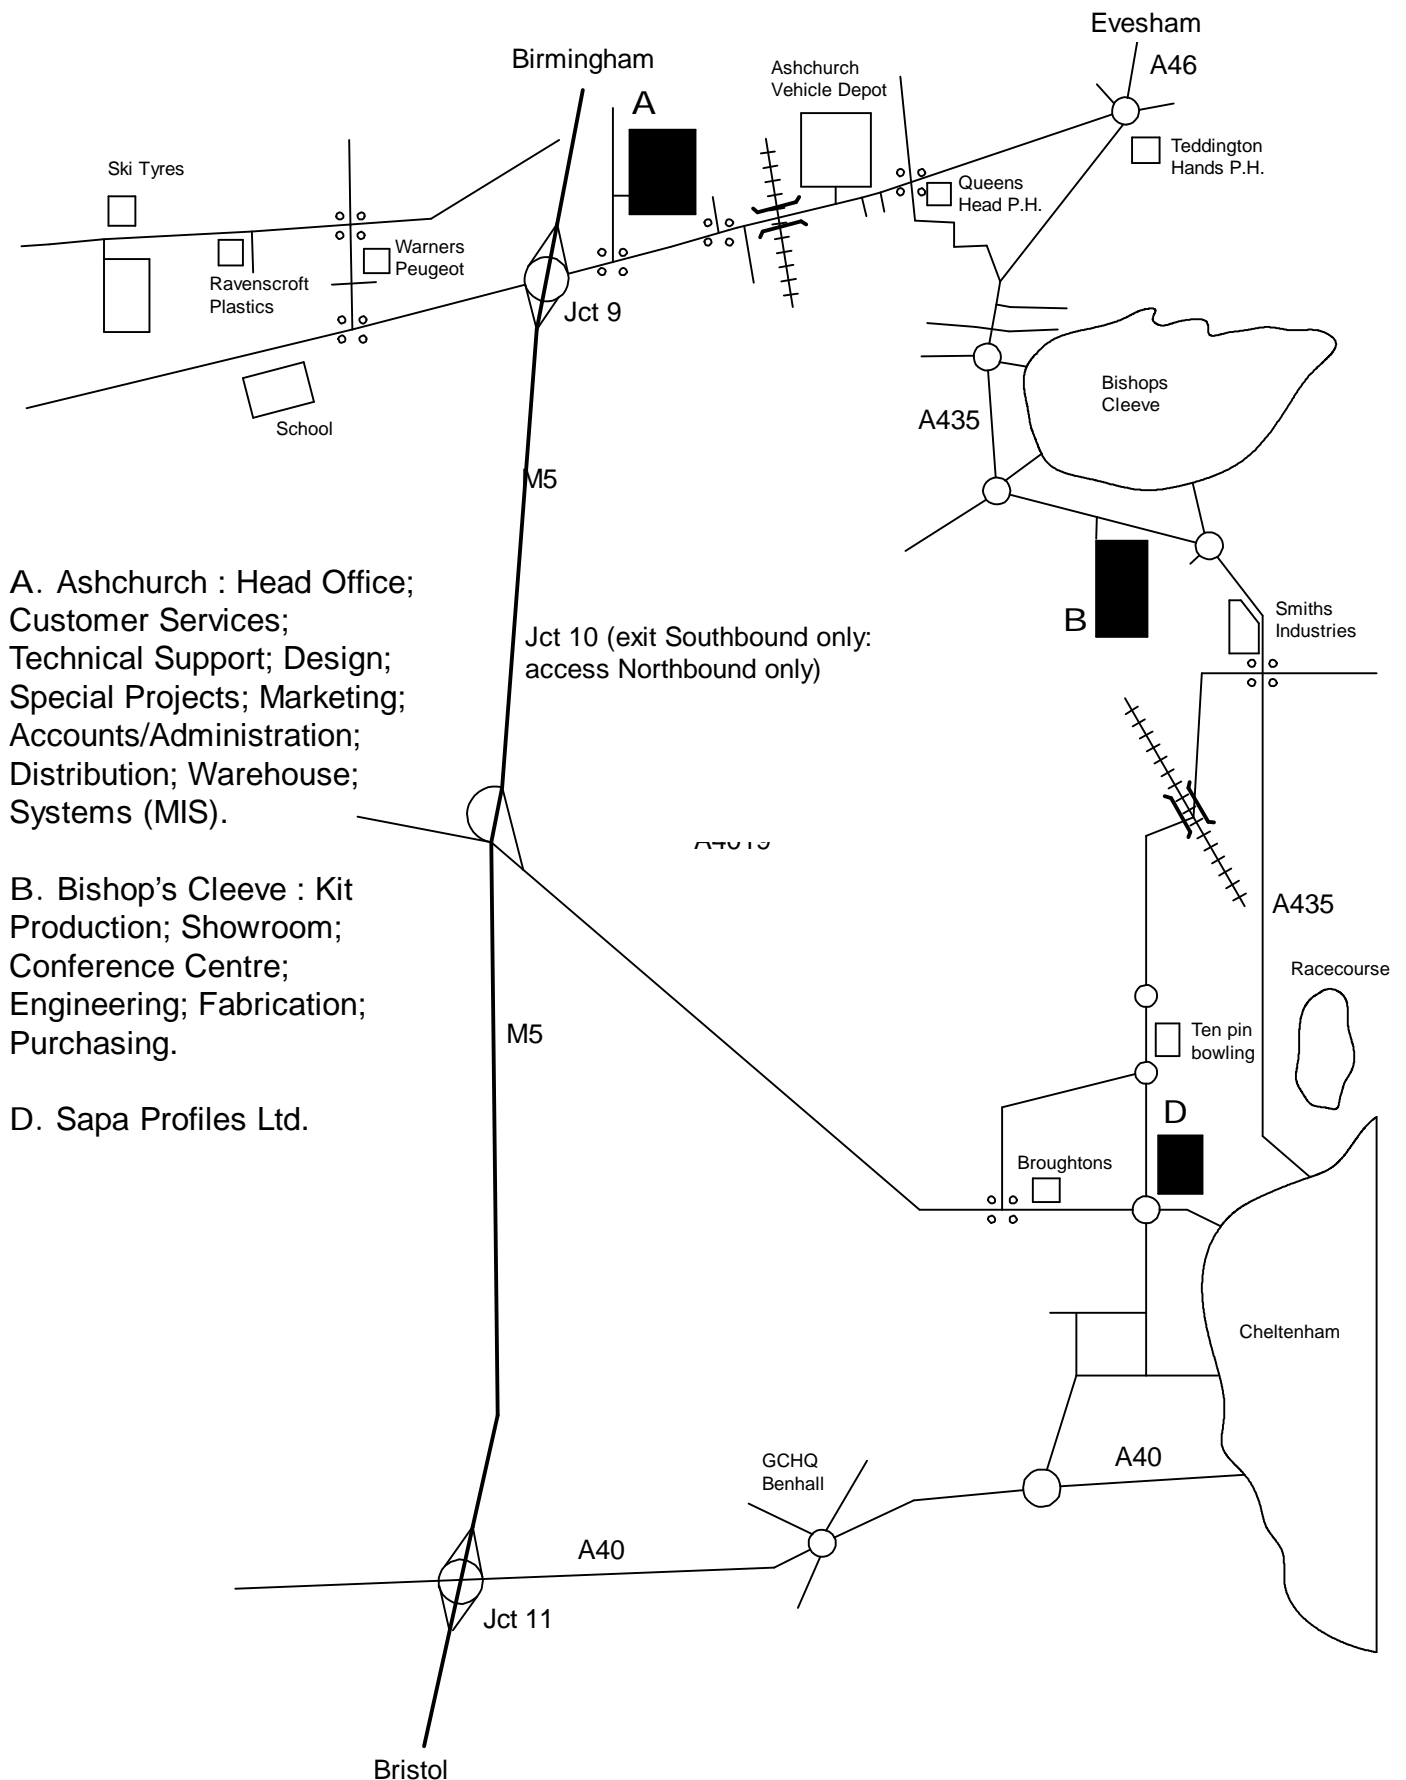 Evesham
Birmingham
A46
Ashchurch
Vehicle Depot
A
Teddington
Hands P.H.
Ski Tyres
Queens
Head P.H.
Warners
Peugeot
Ravenscroft
Plastics
Jct 9
Bishops
Cleeve
A435
School
M5
A. Ashchurch : Head Office;
Customer Services;
Technical Support; Design;
Special Projects; Marketing;
Accounts/Administration;
Distribution; Warehouse;
Systems (MIS).
B. Bishop’s Cleeve : Kit
Production; Showroom;
Conference Centre;
Engineering; Fabrication;
Purchasing.
D. Sapa Profiles Ltd.
Jct 10 (exit Southbound only:
access Northbound only)
B
Smiths
Industries
A4019
A435
Racecourse
M5
Ten pin
bowling
D
Broughtons
Cheltenham
GCHQ
Benhall
A40
A40
Jct 11
Bristol